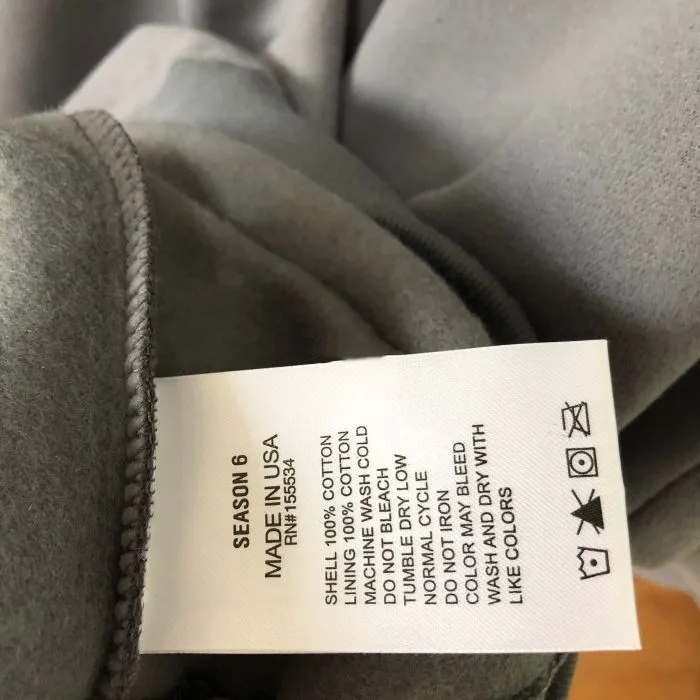 SEASON 6
MADE IN USA
RN#155534
SHELL 100% COTTON
LINING 100% COTTON
MACHINE WASH COLD
DO NOT BLEACH
TUMBLE DRY LOW
NORMAL CYCLE
DO NOT IRON
COLOR MAY BLEED
WASH AND DRY WITH
LIKE COLORS